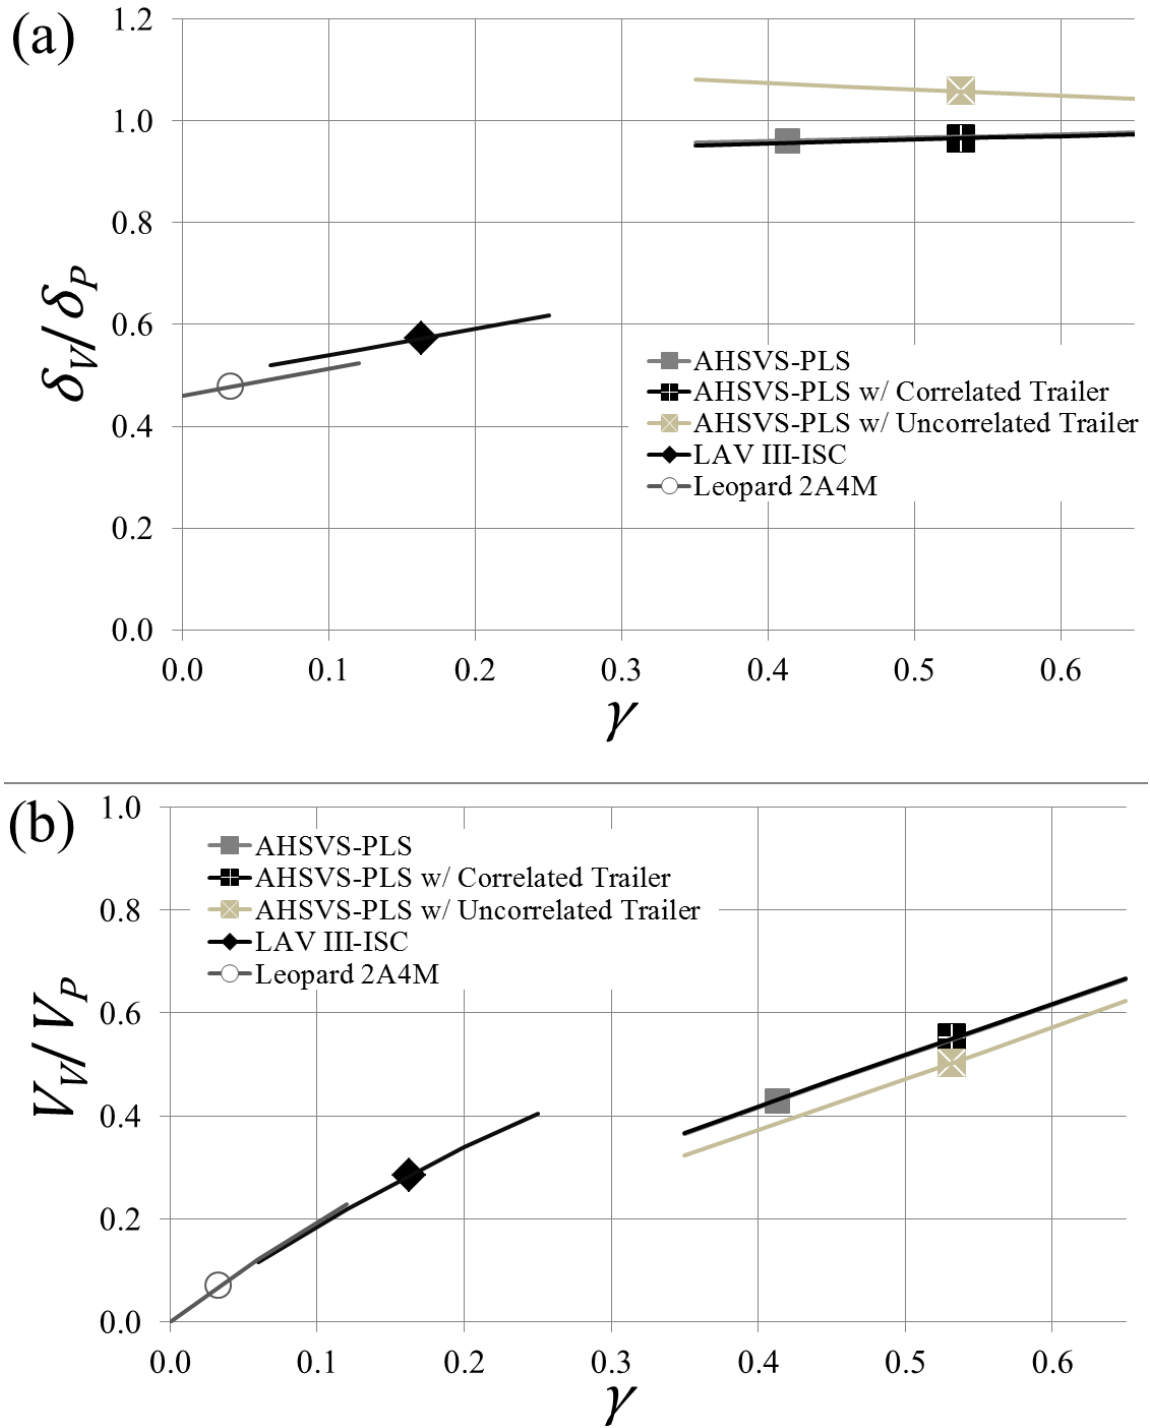 (a)
1.2
1.0
0.8
0.6
0.4
0.2
0.0
δV/ δP
AHSVS-PLS
AHSVS-PLS w/ Correlated Trailer
AHSVS-PLS w/ Uncorrelated Trailer
LAV III-ISC
Leopard 2A4M
0.0 0.1 0.2 0.3 0.4 0.5 0.6
γ
(b)
1.0
0.8
0.6
0.4
0.2
0.0
VV/ VP
AHSVS-PLS
AHSVS-PLS w/ Correlated Trailer
AHSVS-PLS w/ Uncorrelated Trailer
LAV III-ISC
Leopard 2A4M
0.0 0.1 0.2 0.3 0.4 0.5 0.6
γ